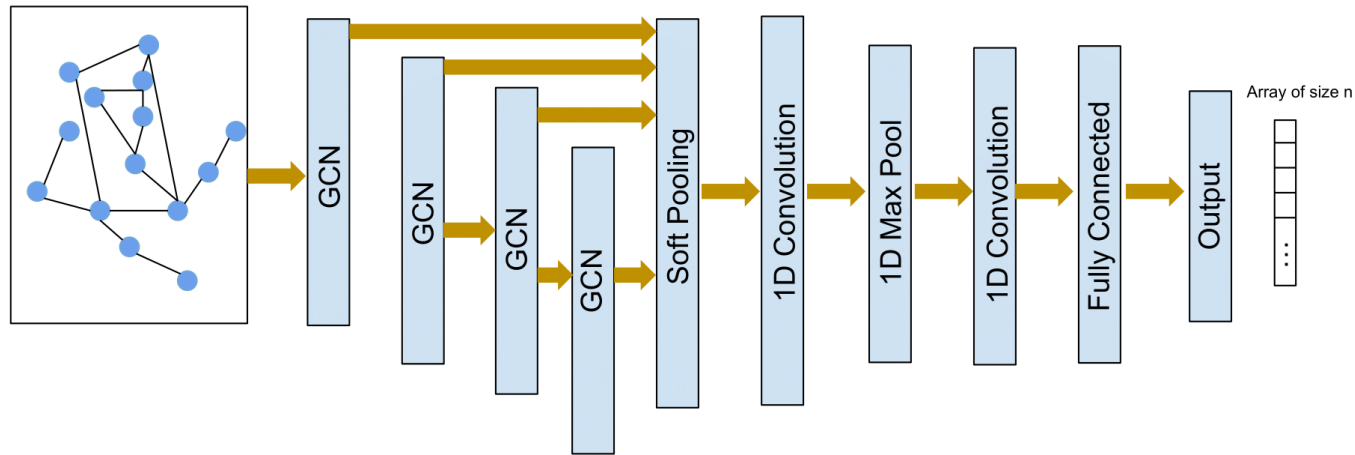 GCN
GCN
GCN
GCN
Soft Pooling
1D Convolution
1D Max Pool
1D Convolution
Fully Connected
Output
Array of size n
...